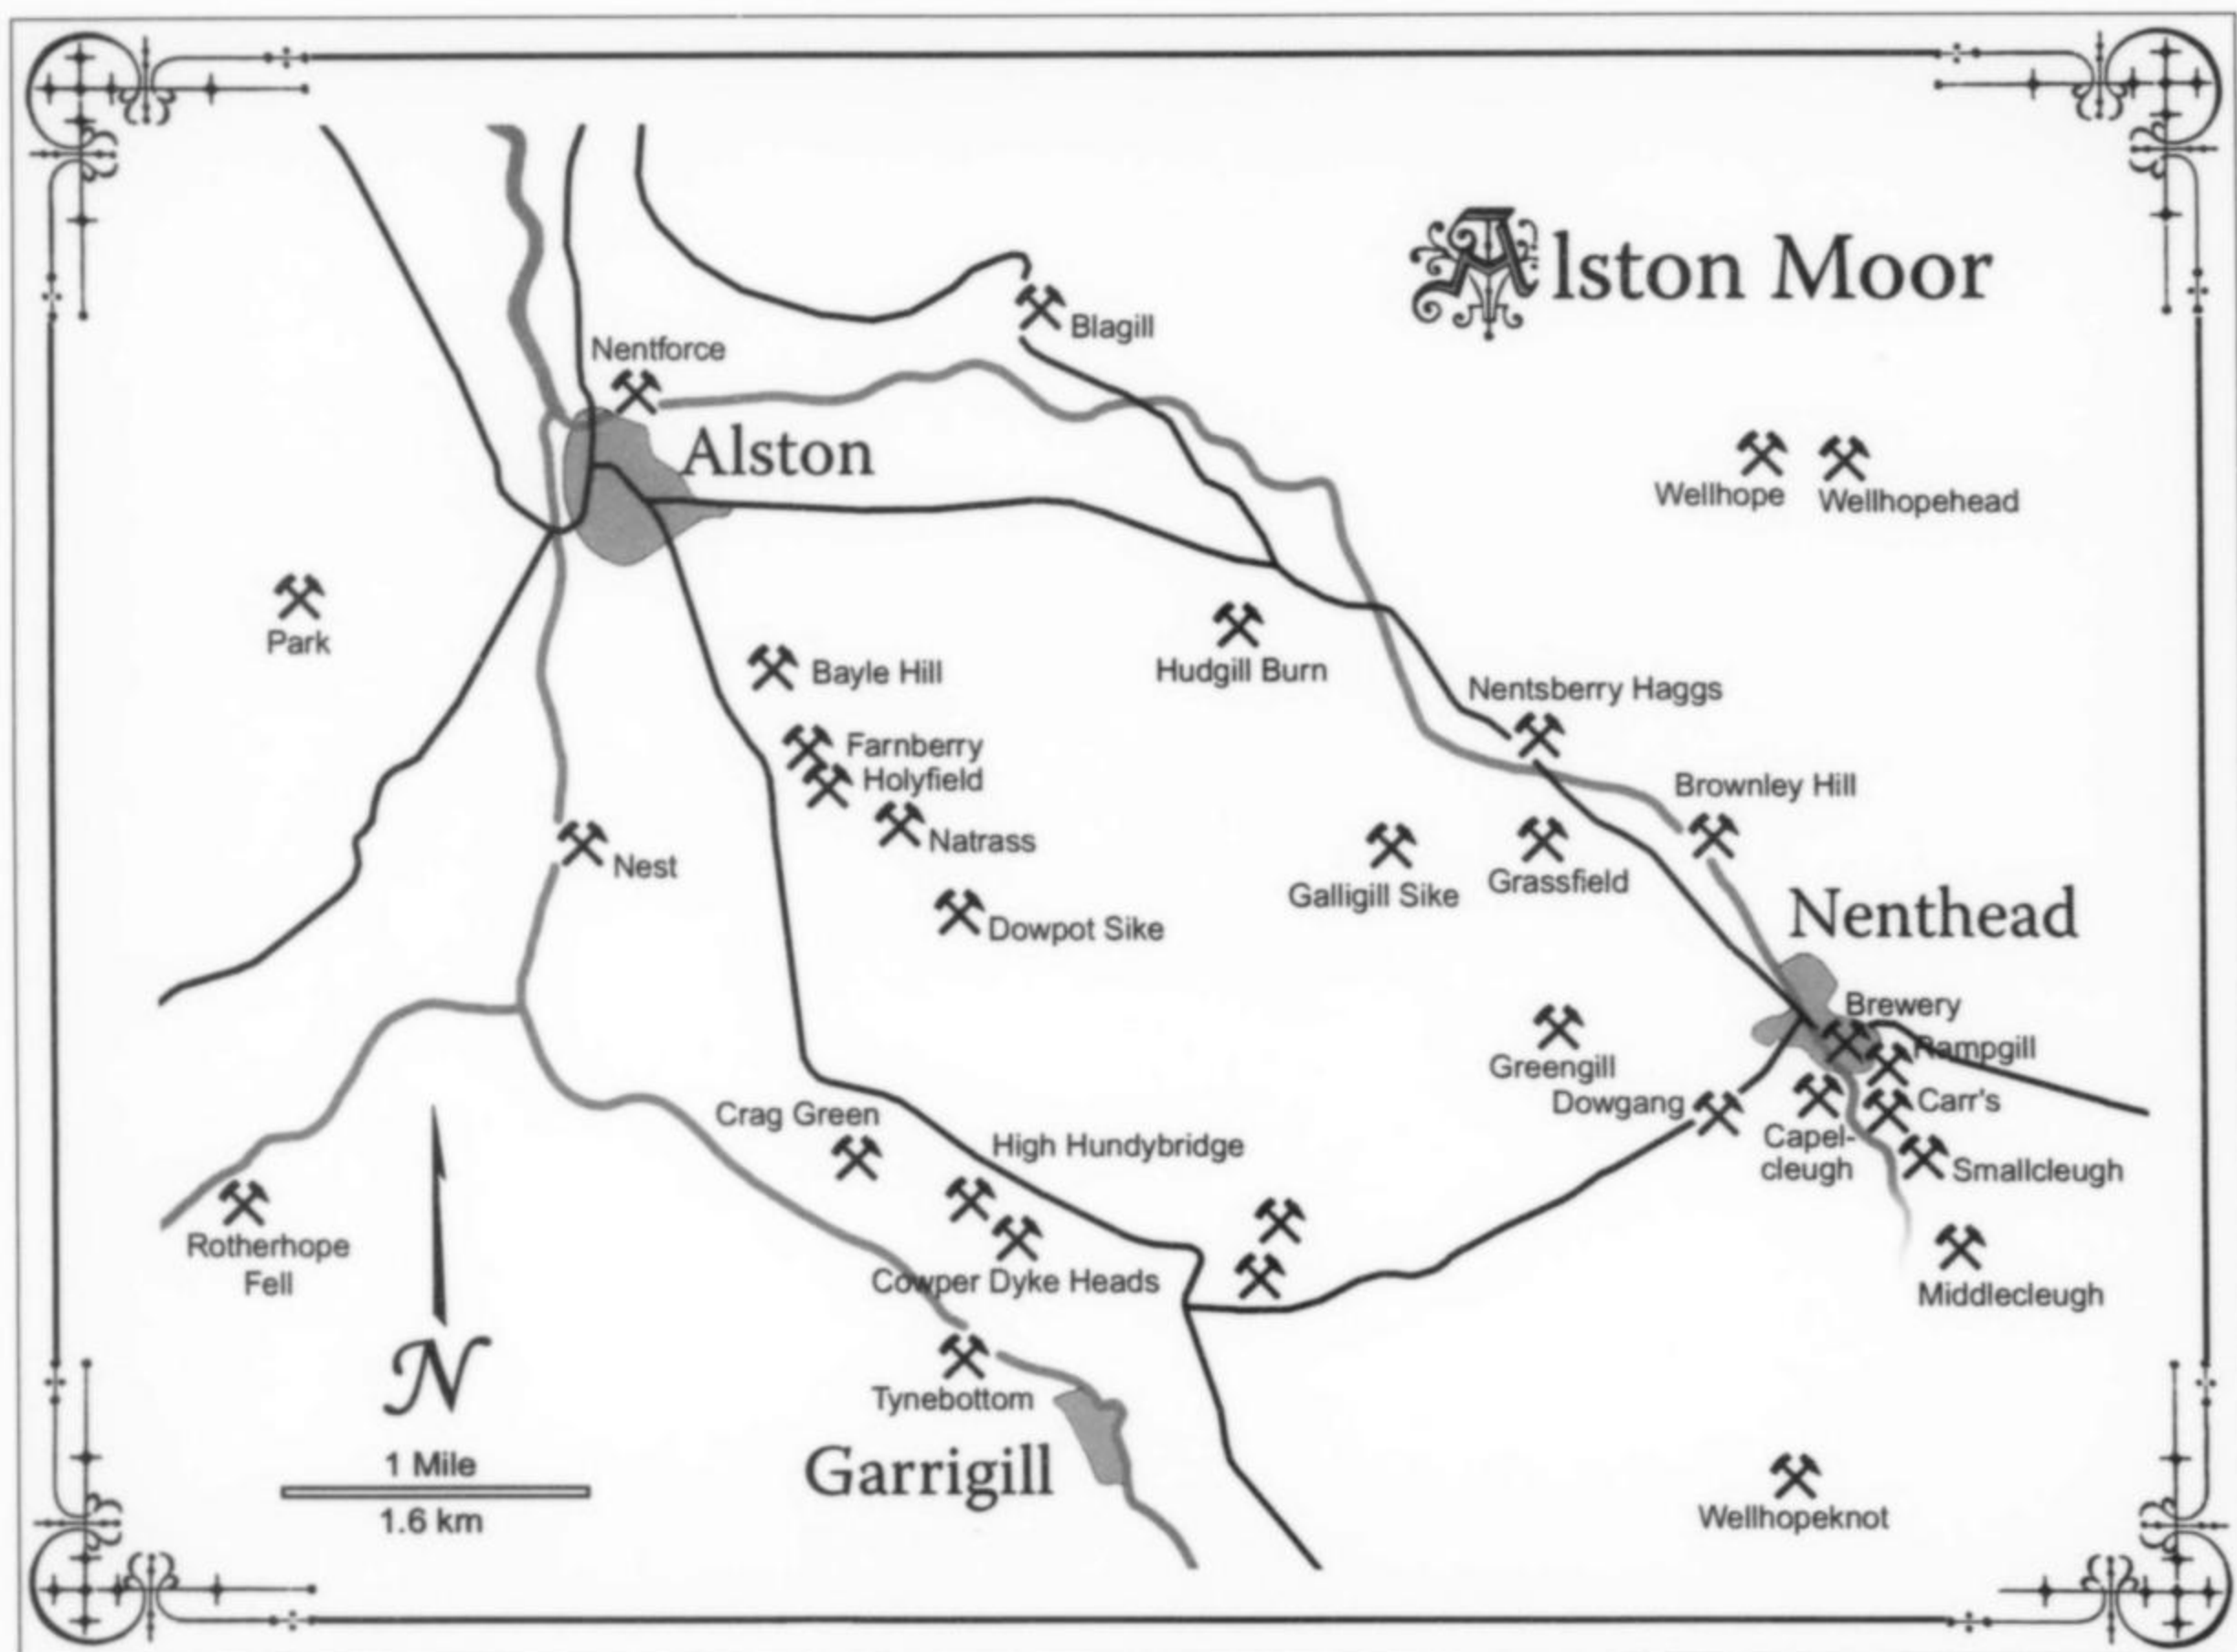 Alston Moor
Blagill
Nentforce
Alston
Wellhope
Wellhopehead
Park
Bayle Hill
Hudgill Burn
Nentsberry Haggs
Farnberry
Holyfield
Brownley Hill
Natrass
Nest
Galligill Sike
Grassfield
Nenthead
Dowpot Sike
Brewery
Rampgill
Greengill
Dowgang
Carr's
Capel-
cleugh
Crag Green
High Hundybridge
Smallcleugh
Rotherhope
Fell
Cowper Dyke Heads
Middlecleugh
N
Tynebottom
Garrigill
1 Mile
1.6 km
Wellhopeknot